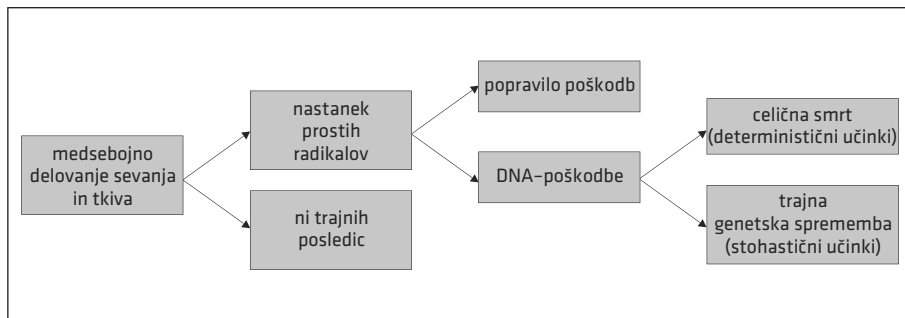 medsebojno
delovanje sevanja
in tkiva
nastanek
prostih
radikalov
ni trajnih
posledic
popravilo poškodb
DNA-poškodbe
celična smrt
(deterministični učinki)
trajna
genetska sprememba
(stohastični učinki)